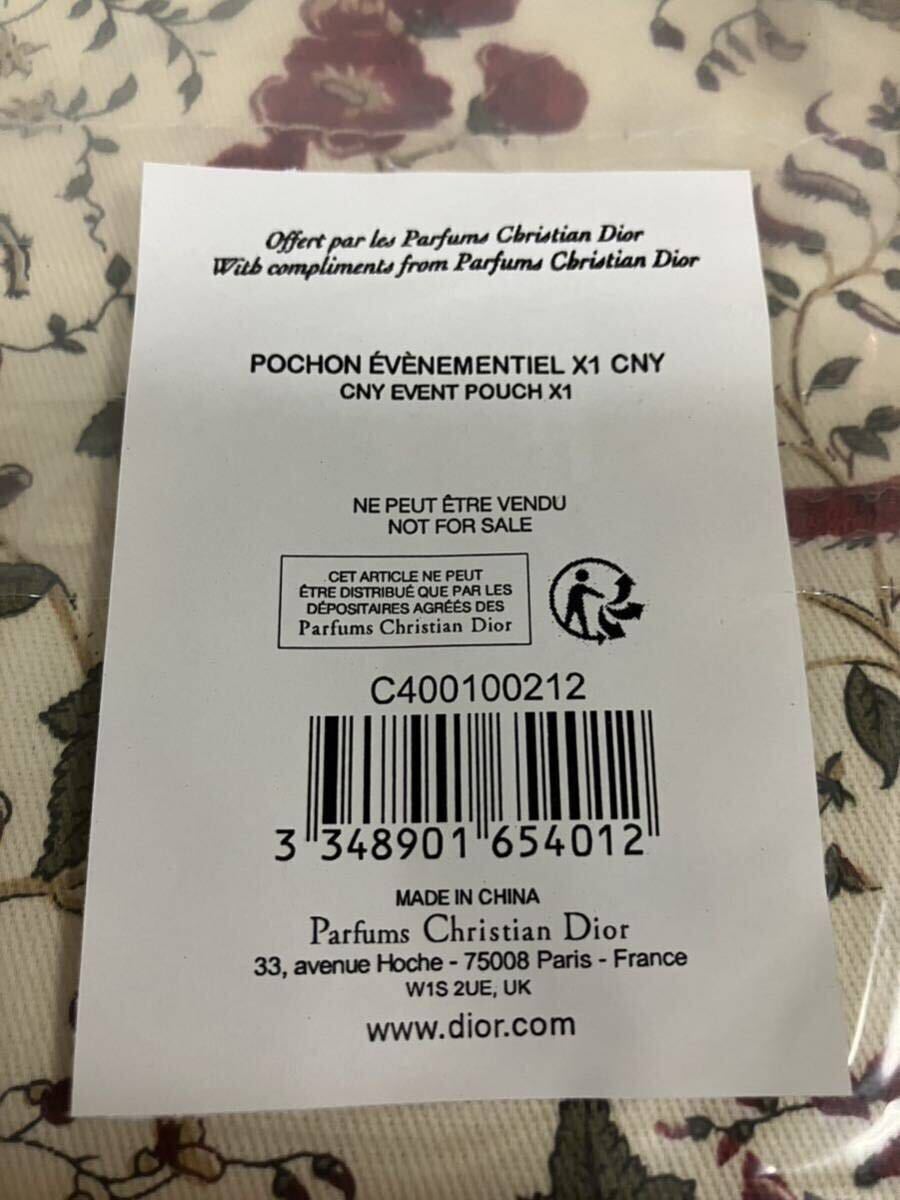 Offert par les Parfums Christian Dior
With compliments from Parfums Christian Dior
POCHON ÉVÈNEMENTIEL X1 CNY
CNY EVENT POUCH X1
NE PEUT ÊTRE VENDU
NOT FOR SALE
CET ARTICLE NE PEUT
ÊTRE DISTRIBUÉ QUE PAR LES
DÉPOSITAIRES AGRÉÉS DES
Parfums Christian Dior
C400100212
3 348901 654012
MADE IN CHINA
Parfums Christian Dior
33, avenue Hoche - 75008 Paris - France
W1S 2UE, UK
www.dior.com